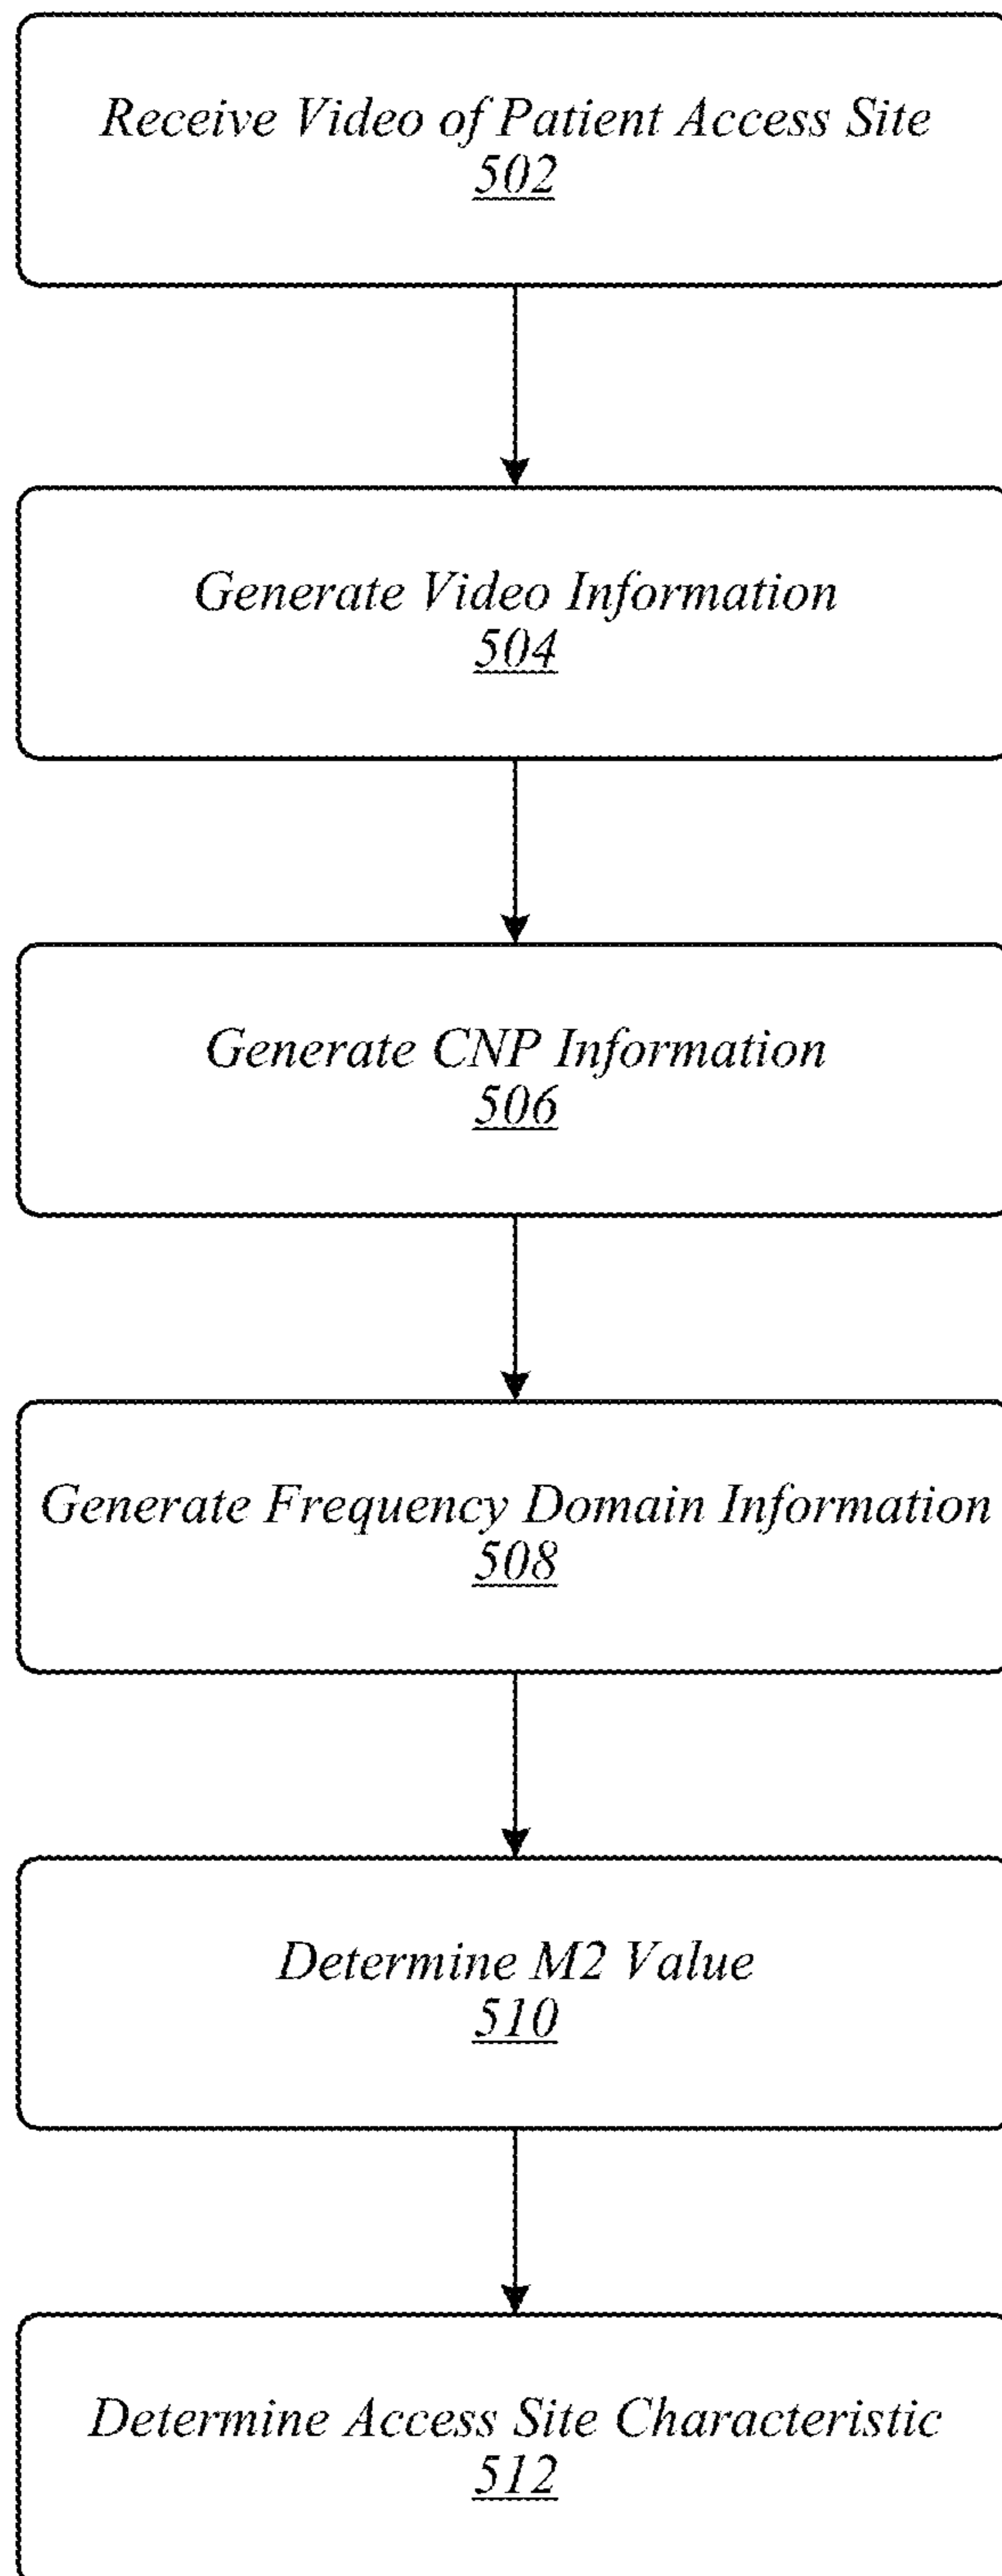 Receive Video of Patient Access Site
502
Generate Video Information
504
Generate CNP Information
506
Generate Frequency Domain Information
508
Determine M2 Value
510
Determine Access Site Characteristic
512